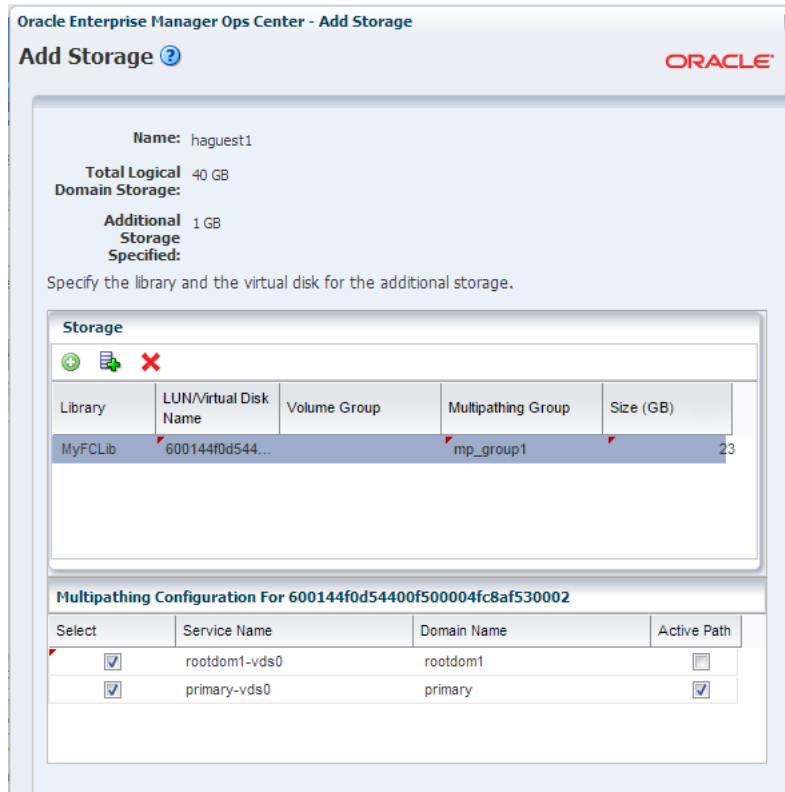 Oracle Enterprise Manager Ops Center - Add Storage
Add Storage ?
ORACLE
Name: haguest1
Total Logical Domain Storage: 40 GB
Additional Storage Specified: 1 GB
Specify the library and the virtual disk for the additional storage.
Storage
Library LUN/Virtual Disk Name Volume Group Multipathing Group Size (GB)
MyFCLib 600144f0d544... mp_group1 23
Multipathing Configuration For 600144f0d54400f500004fc8af530002
Select Service Name Domain Name Active Path
rootdom1-vds0 rootdom1
primary-vds0 primary